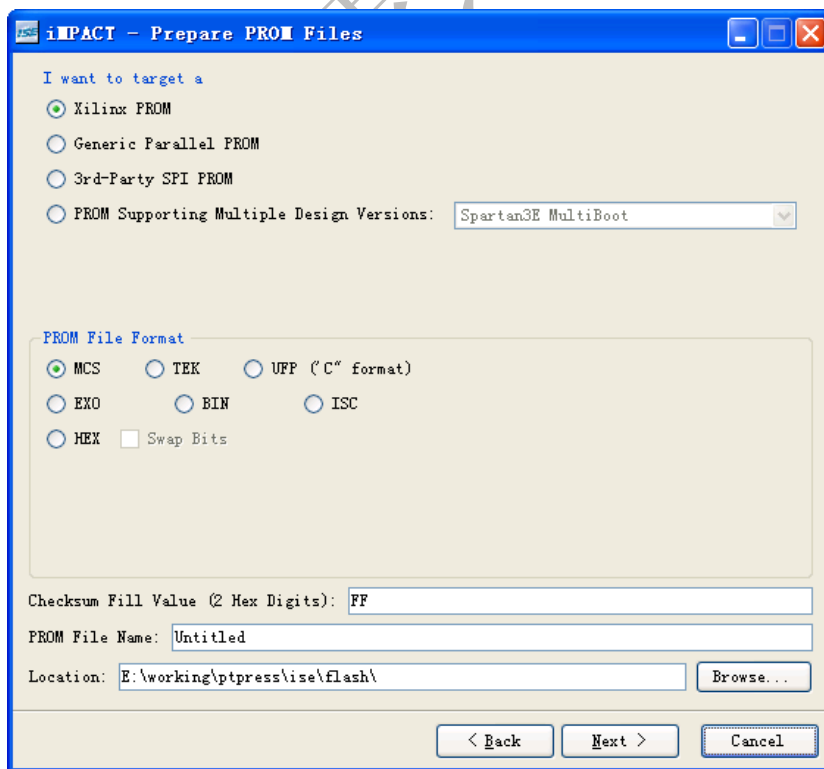 ISE iMPACT - Prepare PROM Files
I want to target a
Xilinx PROM
Generic Parallel PROM
3rd-Party SPI PROM
PROM Supporting Multiple Design Versions: Spartan3E MultiBoot
PROM File Format
MCS TEK UFP ("C" format)
EXO BIN ISC
HEX Swap Bits
Checksum Fill Value (2 Hex Digits): FF
PROM File Name: Untitled
Location: E:\working\ptpress\ise\flash\ Browse...
< Back Next > Cancel